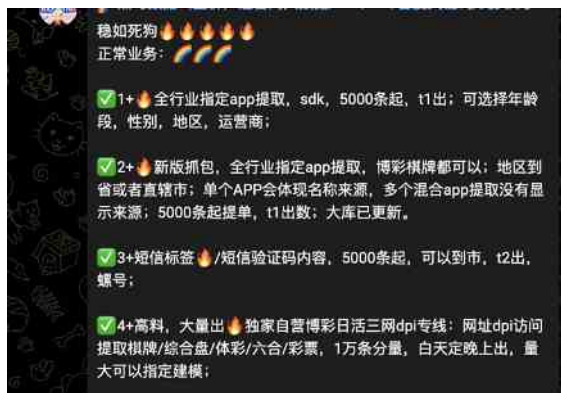 稳如死狗🔥🔥🔥🔥🔥
正常业务：🌈🌈🌈
✅1+🔥全行业指定app提取，sdk，5000条起，t1出；可选择年龄
段，性别，地区，运营商；
✅2+🔥新版抓包，全行业指定app提取，博彩棋牌都可以；地区到
省或者直辖市；单个APP会体现名称来源，多个混合app提取没有显
示来源；5000条起提单，t1出数；大库已更新。
✅3+短信标签🔥/短信验证码内容，5000条起，可以到市，t2出，
螺号；
✅4+高料，大量出🔥独家自营博彩日活三网dpi专线：网址dpi访问
提取棋牌/综合盘/体彩/六合/彩票，1万条分量，白天定晚上出，量
大可以指定建模；